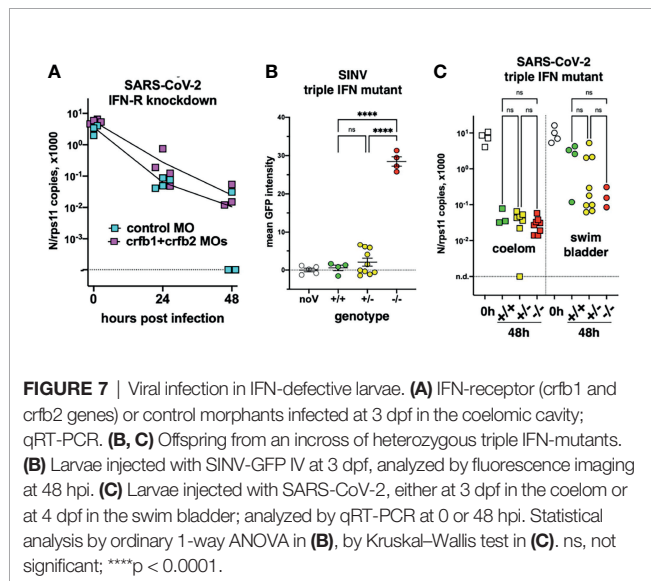 A
SARS-CoV-2
IFN-R knockdown
N/rps11 copies, x1000
10^1
10^0
10^-1
10^-2
10^-3
control MO
crfb1+crfb2 MOs
0 24 48
hours post infection
B
SINV
triple IFN mutant
****
ns ****
mean GFP intensity
40
30
20
10
0
noV +/+ +/- -/-
genotype
C
SARS-CoV-2
triple IFN mutant
ns ns
ns ns ns ns
N/rps11 copies, x1000
10^1
10^0
10^-1
10^-2
n.d
coelom
swim
bladder
0h +/+ +/- -/- 0h +/+ +/- -/-
48h 48h
FIGURE 7 | Viral infection in IFN-defective larvae. (A) IFN-receptor (crfb1 and
crfb2 genes) or control morphants infected at 3 dpf in the coelomic cavity;
qRT-PCR. (B, C) Offspring from an incross of heterozygous triple IFN-mutants.
(B) Larvae injected with SINV-GFP IV at 3 dpf, analyzed by fluorescence imaging
at 48 hpi. (C) Larvae injected with SARS-CoV-2, either at 3 dpf in the coelom or
at 4 dpf in the swim bladder; analyzed by qRT-PCR at 0 or 48 hpi. Statistical
analysis by ordinary 1-way ANOVA in (B), by Kruskal–Wallis test in (C). ns, not
significant; ****p < 0.0001.